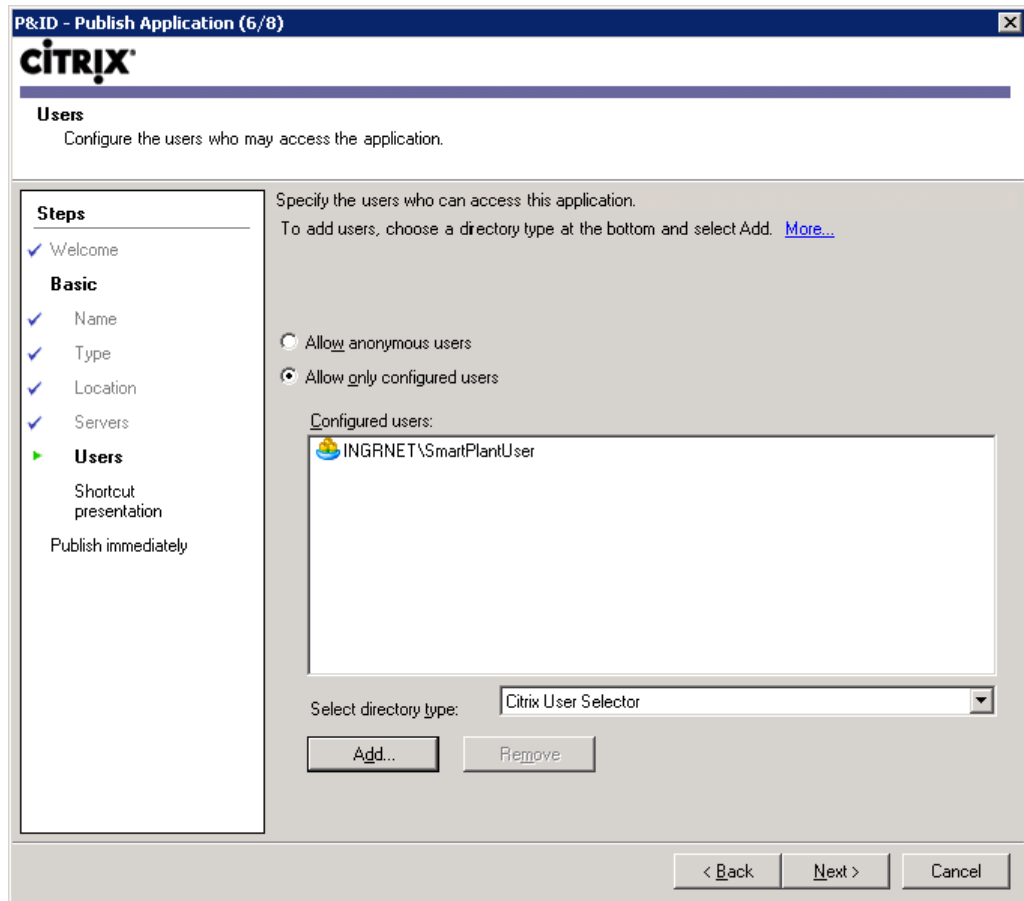 P&ID - Publish Application (6/8)
CİTRIX
Users
Configure the users who may access the application.
Steps
Welcome
Basic
Name
Type
Location
Servers
Users
Shortcut
presentation
Publish immediately
Specify the users who can access this application.
To add users, choose a directory type at the bottom and select Add. More...
Allow anonymous users
Allow only configured users
Configured users:
INGRNET\SmartPlantUser
Select directory type:
Citrix User Selector
Add...
Remove
< Back
Next >
Cancel